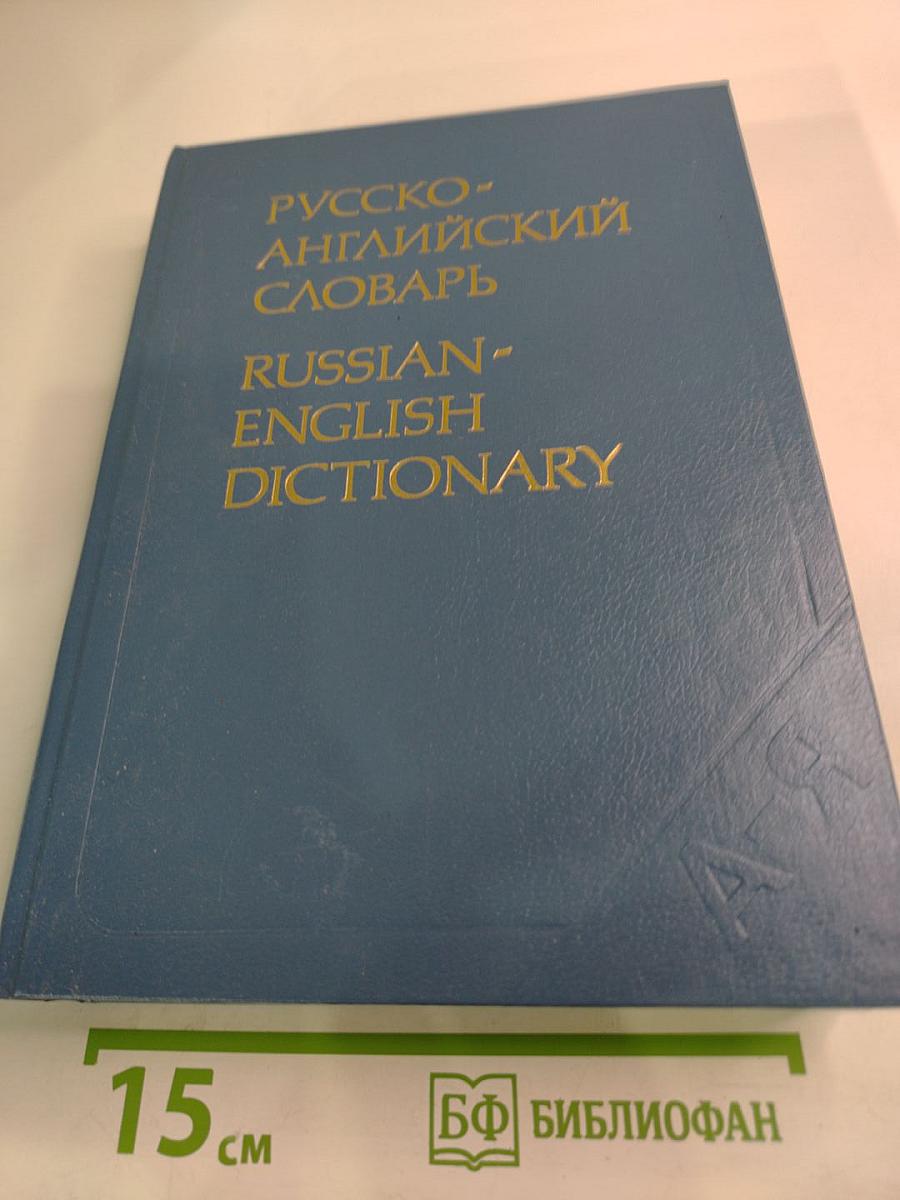 РУССКО-
АНГЛИЙСКИЙ
СЛОВАРЬ
RUSSIAN-
ENGLISH
DICTIONARY
А-Я
15 см
БФ БИБЛИОФАН